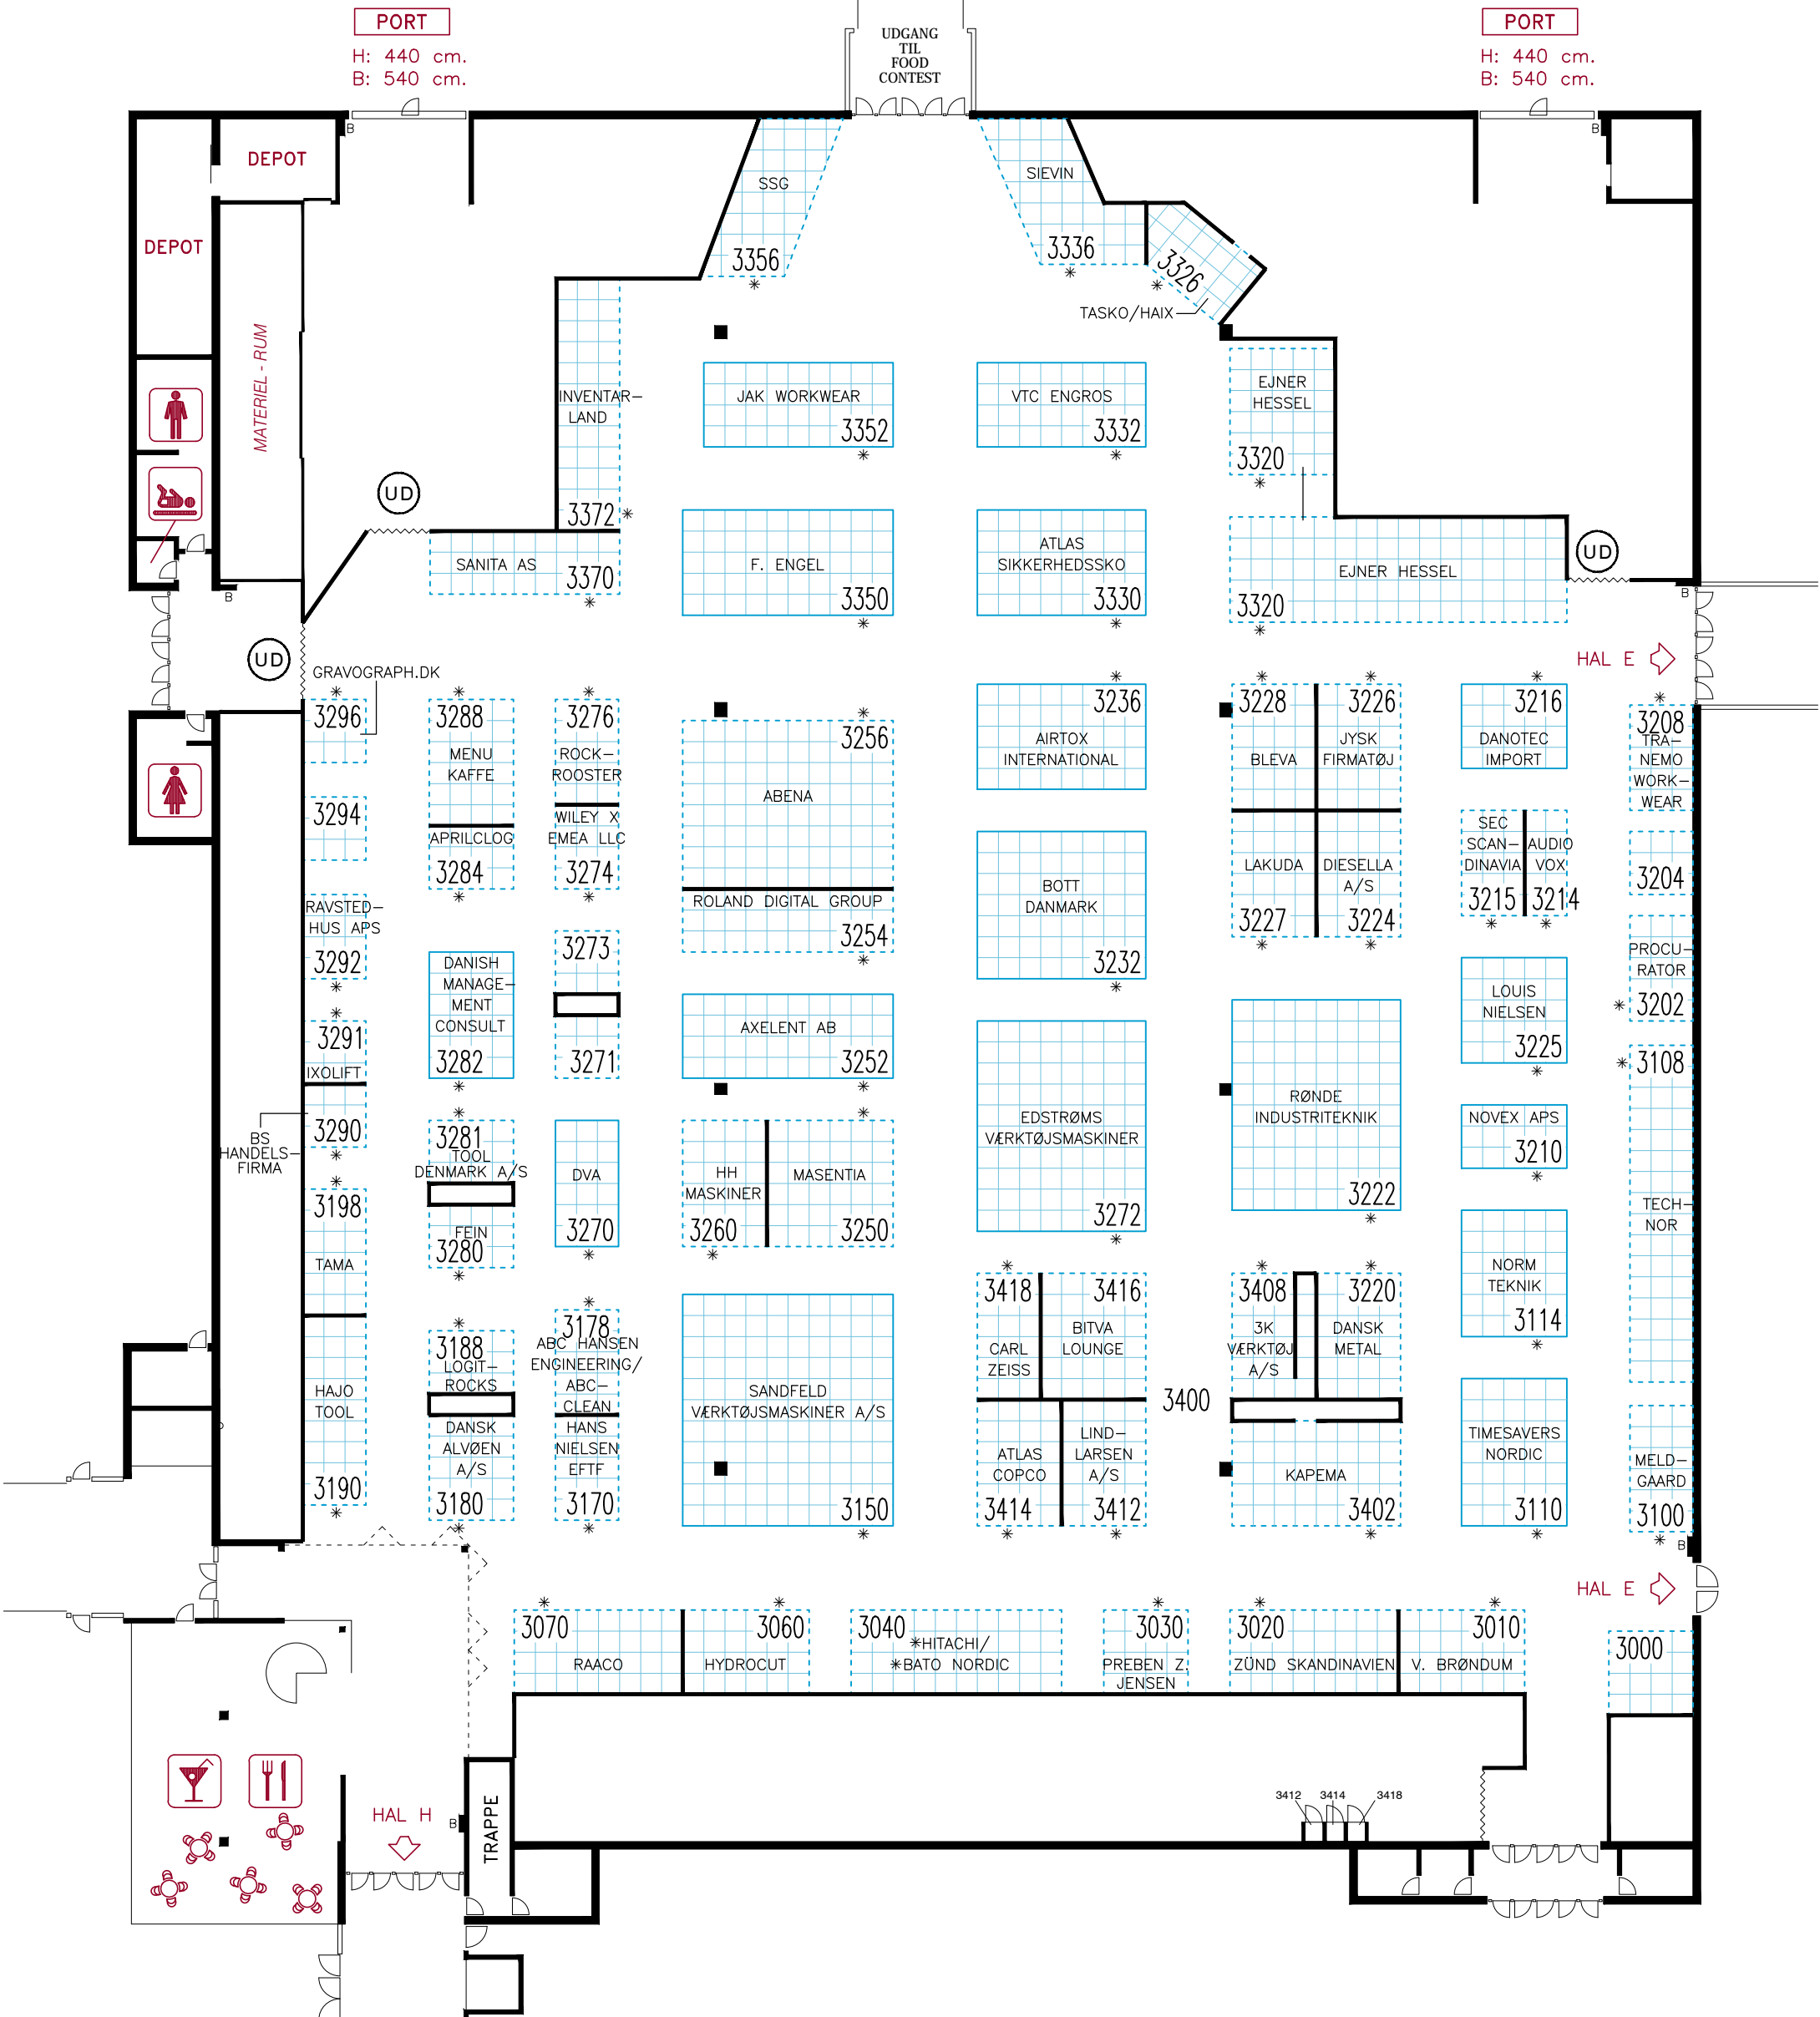 PORT
H: 440 cm.
B: 540 cm.
UDGANG
TIL
FOOD
CONTEST
PORT
H: 440 cm.
B: 540 cm.
B
B
DEPOT
DEPOT
MATERIEL - RUM
SSG
3356
SIEVIN
3336
3326
TASKO/HAIX
INVENTAR-
LAND
3372
JAK WORKWEAR
3352
VTC ENGROS
3332
EJNER
HESSEL
3320
UD
SANITA AS
3370
F. ENGEL
3350
ATLAS
SIKKERHEDSSKO
3330
EJNER HESSEL
3320
UD
B
B
UD
HAL E
GRAVOGRAPH.DK
3296
3288
MENU
KAFFE
3276
ROCK-
ROOSTER
3256
ABENA
3236
AIRTOX
INTERNATIONAL
3228
BLEVA
3226
JYSK
FIRMATØJ
3216
DANOTEC
IMPORT
3208
TRA-
NEMO
WORK-
WEAR
3294
APRILCLOG
3284
WILEY X
EMEA LLC
3274
ROLAND DIGITAL GROUP
3254
BOTT
DANMARK
3232
LAKUDA
3227
DIESELLA
A/S
3224
SEC
SCAN-
DINAVIA
3215
AUDIO
VOX
3214
3204
RAVSTED-
HUS APS
3292
DANISH
MANAGE-
MENT
CONSULT
3282
3273
3271
AXELENT AB
3252
LOUIS
NIELSEN
3225
PROCU-
RATOR
3202
3291
IXOLIFT
3290
BS
HANDELS-
FIRMA
3281
TOOL
DENMARK A/S
FEIN
3280
DVA
3270
HH
MASKINER
3260
MASENTIA
3250
EDSTRØMS
VÆRKTØJSMASKINER
3272
RØNDE
INDUSTRITEKNIK
3222
NOVEX APS
3210
3108
TECH-
NOR
3198
TAMA
HAJO
TOOL
3190
3188
LOGIT-
ROCKS
DANSK
ALVØEN
A/S
3180
3178
ABC HANSEN
ENGINEERING/
ABC-
CLEAN
HANS
NIELSEN
EFTF
3170
SANDFELD
VÆRKTØJSMASKINER A/S
3150
3418
CARL
ZEISS
3416
BITVA
LOUNGE
ATLAS
COPCO
3414
LIND-
LARSEN
A/S
3412
3400
3408
3K
VÆRKTØJ
A/S
3220
DANSK
METAL
KAPEMA
3402
NORM
TEKNIK
3114
TIMESAVERS
NORDIC
3110
MELD-
GAARD
3100
B
HAL E
3070
RAACO
3060
HYDROCUT
3040
*HITACHI/
*BATO NORDIC
3030
PREBEN Z.
JENSEN
3020
ZÜND SKANDINAVIEN
3010
V. BRØNDUM
3000
HAL H
B
TRAPPE
3412
3414
3418